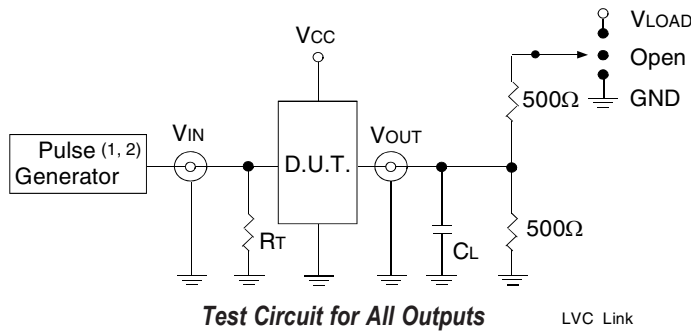 VLOAD
VCC
Open
500Ω
GND
VIN
VOUT
Pulse (1, 2)
Generator
D.U.T.
RT
CL
500Ω
Test Circuit for All Outputs
LVC Link